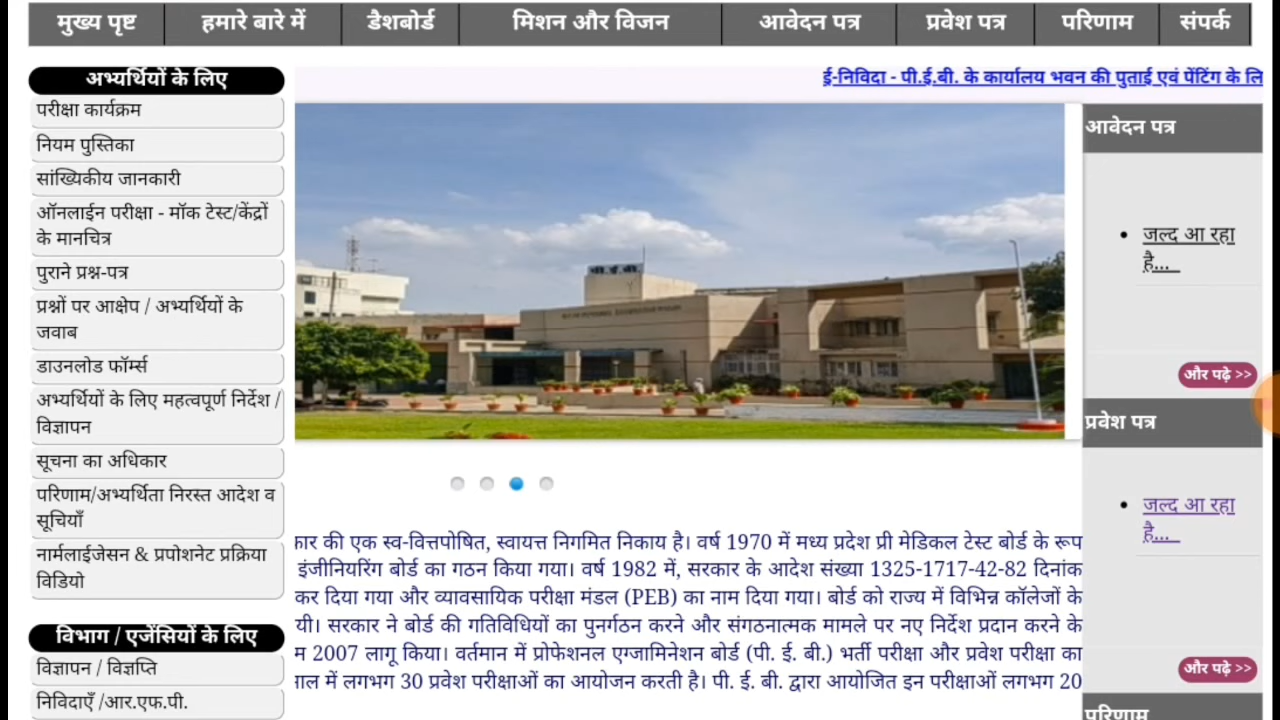 मुख्य पृष्ट हमारे बारे में डैशबोर्ड मिशन और विजन आवेदन पत्र प्रवेश पत्र परिणाम संपर्क
अभ्यर्थियों के लिए
परीक्षा कार्यक्रम
नियम पुस्तिका
सांख्यिकीय जानकारी
ऑनलाईन परीक्षा - मॉक टेस्ट/केंद्रों
के मानचित्र
पुराने प्रश्न-पत्र
प्रश्नों पर आक्षेप / अभ्यर्थियों के
जवाब
डाउनलोड फॉर्म्स
अभ्यर्थियों के लिए महत्वपूर्ण निर्देश /
विज्ञापन
सूचना का अधिकार
परिणाम/अभ्यर्थिता निरस्त आदेश व
सूचियाँ
नार्मलाईजेसन & प्रपोशनेट प्रक्रिया
विडियो
विभाग / एजेंसियों के लिए
विज्ञापन / विज्ञप्ति
निविदाएँ /आर.एफ.पी.
ई-निविदा - पी.ई.बी. के कार्यालय भवन की पुताई एवं पेंटिंग के लि
पी.ई.बी.
की एक स्व-वित्तपोषित, स्वायत्त निगमित निकाय है। वर्ष 1970 में मध्य प्रदेश प्री मेडिकल टेस्ट बोर्ड के रूप
इंजीनियरिंग बोर्ड का गठन किया गया। वर्ष 1982 में, सरकार के आदेश संख्या 1325-1717-42-82 दिनांक
कर दिया गया और व्यावसायिक परीक्षा मंडल (PEB) का नाम दिया गया। बोर्ड को राज्य में विभिन्न कॉलेजों के
यी। सरकार ने बोर्ड की गतिविधियों का पुनर्गठन करने और संगठनात्मक मामले पर नए निर्देश प्रदान करने के
म 2007 लागू किया। वर्तमान में प्रोफेशनल एग्जामिनेशन बोर्ड (पी. ई. बी.) भर्ती परीक्षा और प्रवेश परीक्षा का
में लगभग 30 प्रवेश परीक्षाओं का आयोजन करती है। पी. ई. बी. द्वारा आयोजित इन परीक्षाओं लगभग 20
आवेदन पत्र
जल्द आ रहा
है...
और पढ़े >>
प्रवेश पत्र
जल्द आ रहा
है...
और पढ़े >>
परिणाम